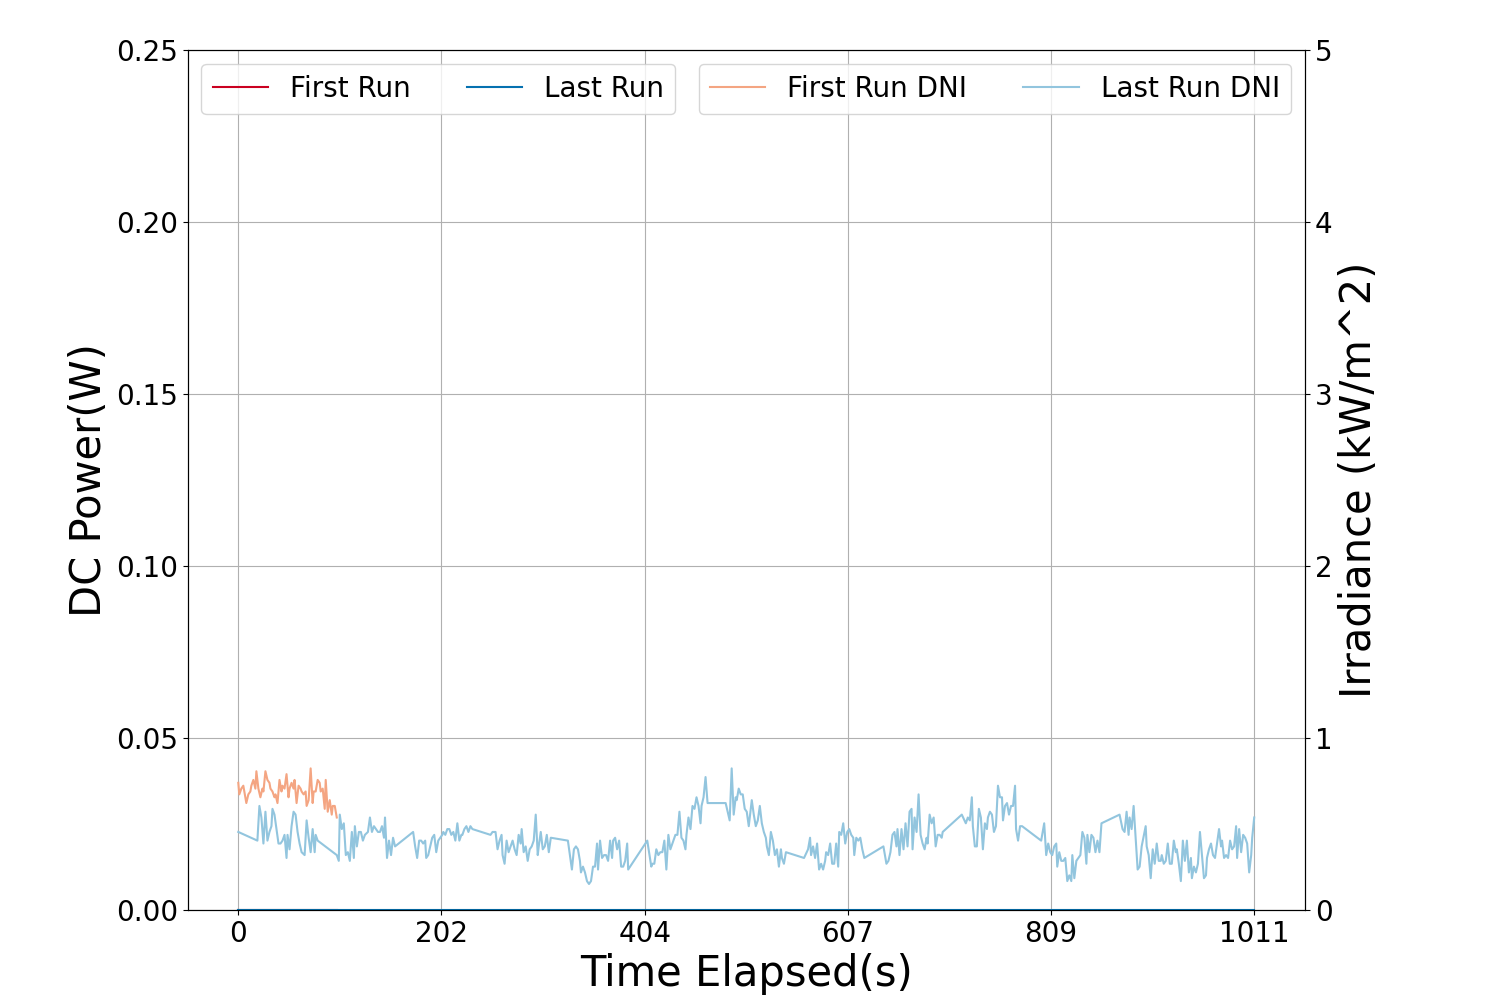 First Run
Last Run
First Run DNI
Last Run DNI
0.25
0.20
0.15
0.10
0.05
0.00
DC Power(W)
5
4
3
2
1
0
Irradiance (kW/m^2)
0
202
404
607
809
1011
Time Elapsed(s)